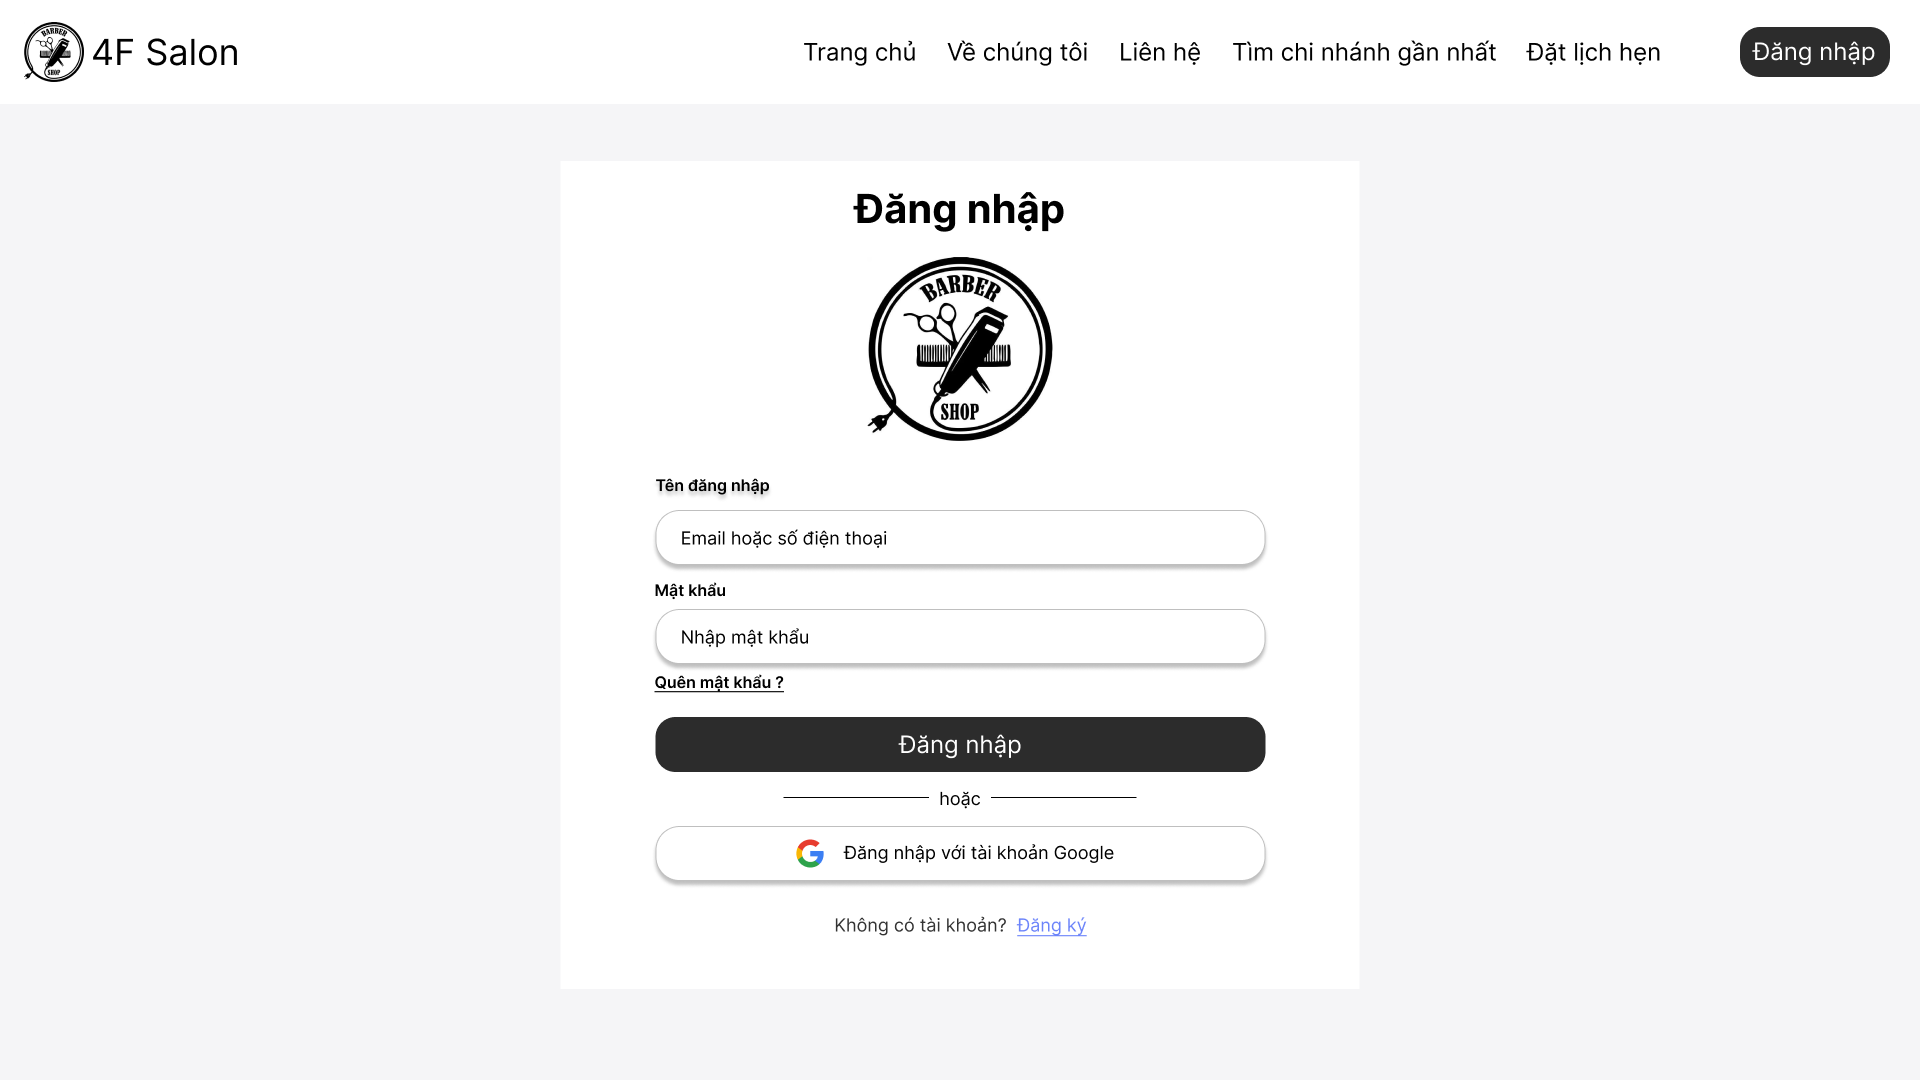 BARBER
SHOP
4F Salon
Trang chủ
Về chúng tôi
Liên hệ
Tìm chi nhánh gần nhất
Đặt lịch hẹn
Đăng nhập
Đăng nhập
BARBER
SHOP
Tên đăng nhập
Email hoặc số điện thoại
Mật khẩu
Nhập mật khẩu
Quên mật khẩu ?
Đăng nhập
hoặc
Đăng nhập với tài khoản Google
Không có tài khoản? Đăng ký